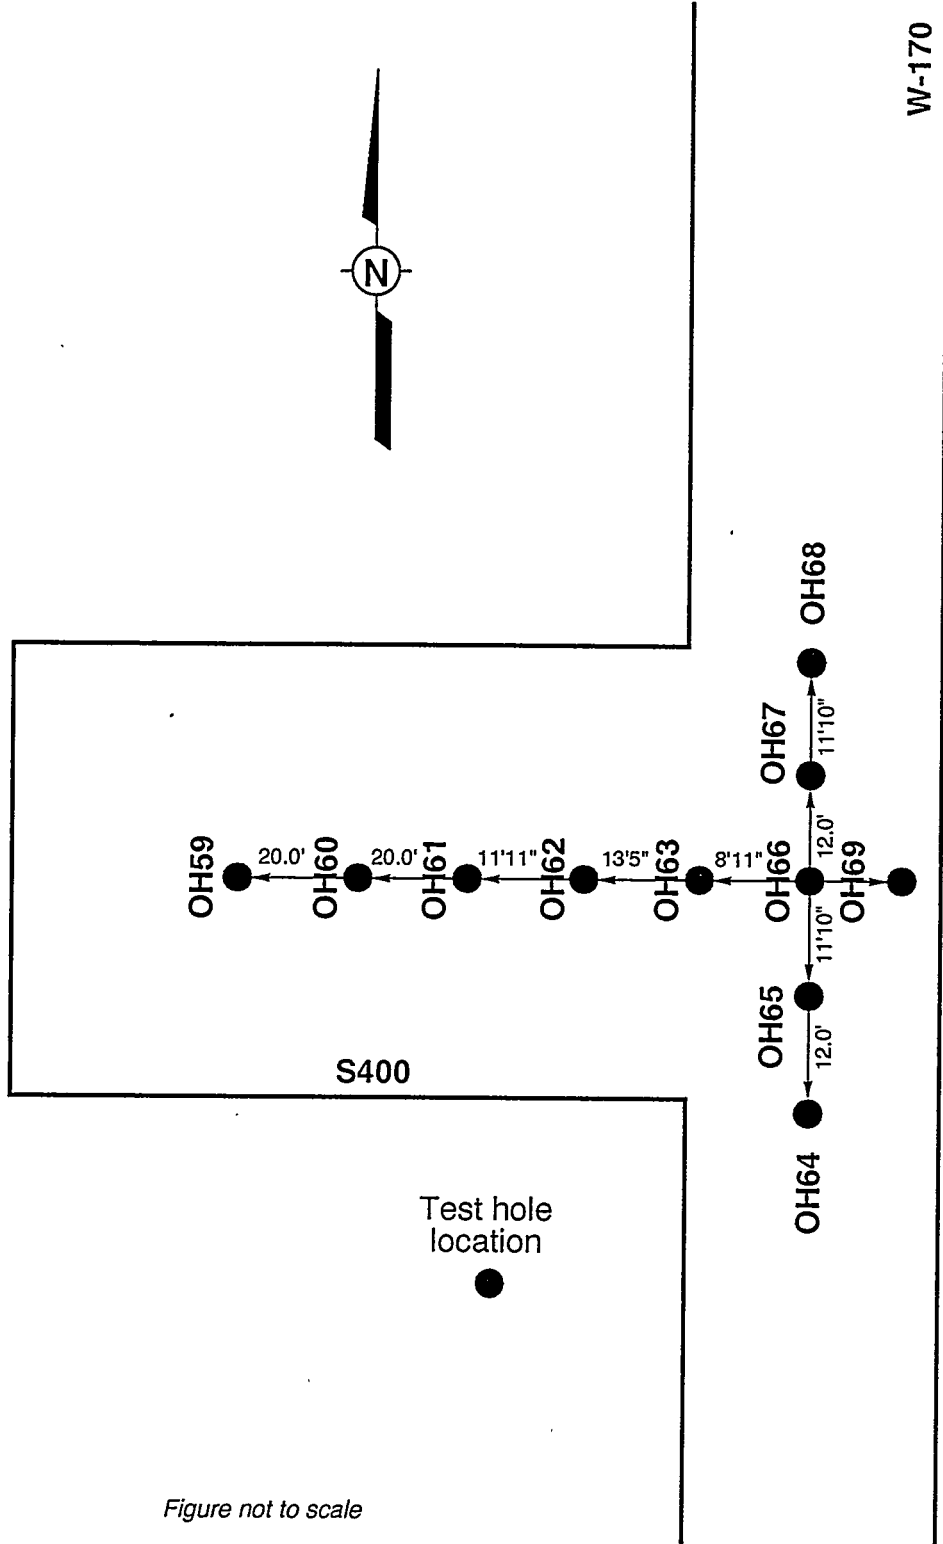 W-170
N
OH68
OH67
11'10"
12.0'
OH59
20.0'
OH60
20.0'
OH61
11'11"
OH62
13'5"
OH63
8'11"
OH66
OH69
11'10"
OH65
12.0'
OH64
S400
Test hole
location
Figure not to scale